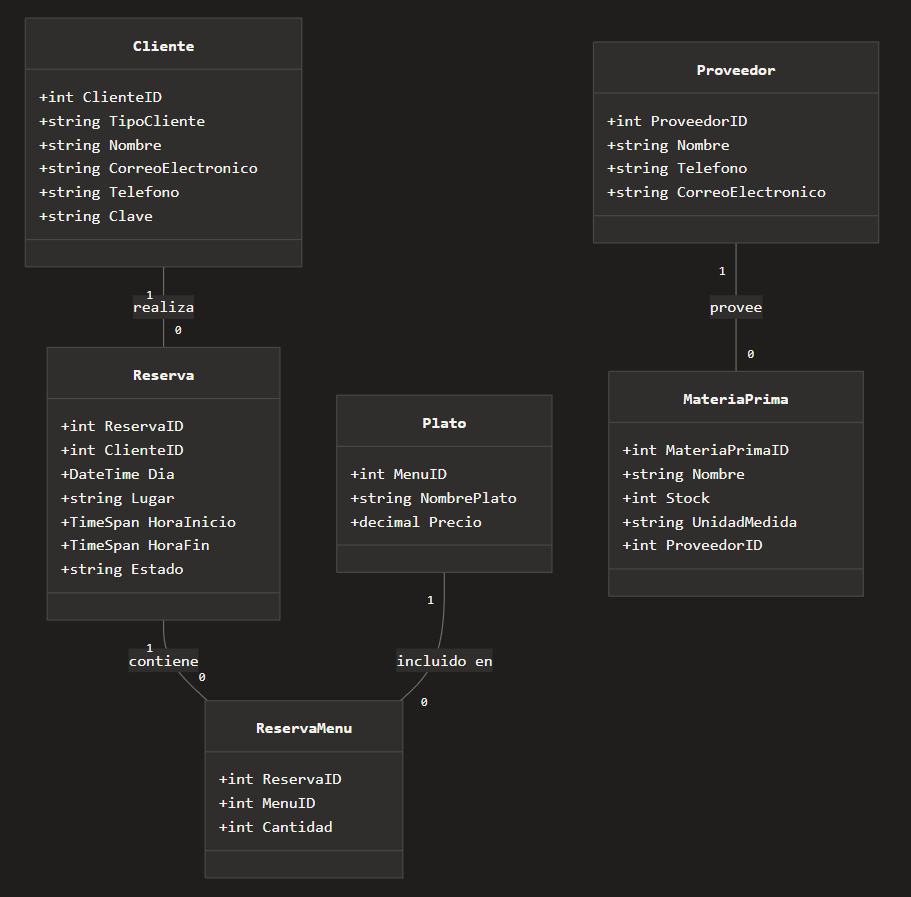 Cliente
+int ClienteID
+string TipoCliente
+string Nombre
+string CorreoElectronico
+string Telefono
+string Clave
1
realiza
0
Reserva
+int ReservaID
+int ClienteID
+DateTime Dia
+string Lugar
+TimeSpan HoraInicio
+TimeSpan HoraFin
+string Estado
1
contiene
0
Plato
+int MenuID
+string NombrePlato
+decimal Precio
1
incluido en
0
ReservaMenu
+int ReservaID
+int MenuID
+int Cantidad
Proveedor
+int ProveedorID
+string Nombre
+string Telefono
+string CorreoElectronico
1
provee
0
MateriaPrima
+int MateriaPrimaID
+string Nombre
+int Stock
+string UnidadMedida
+int ProveedorID